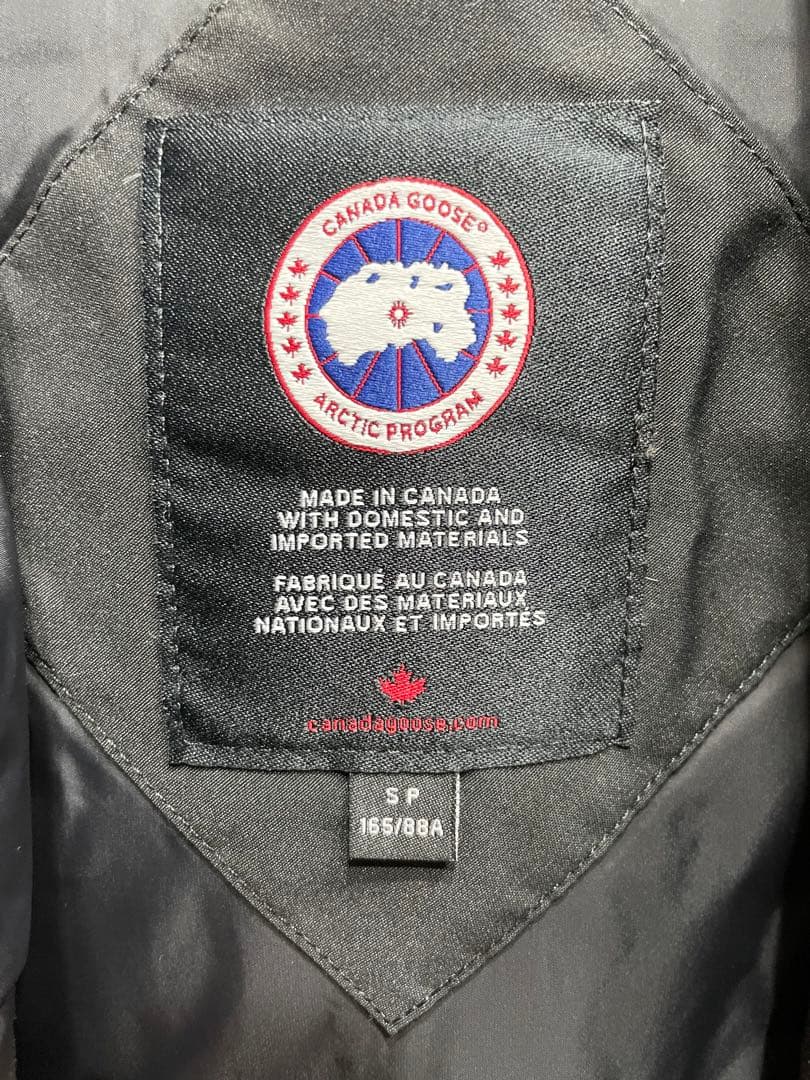 CANADA GOOSE®
ARCTIC PROGRAM
MADE IN CANADA
WITH DOMESTIC AND
IMPORTED MATERIALS
FABRIQUÉ AU CANADA
AVEC DES MATERIAUX
NATIONAUX ET IMPORTÉS
canadagoose.com
S P
165/88A